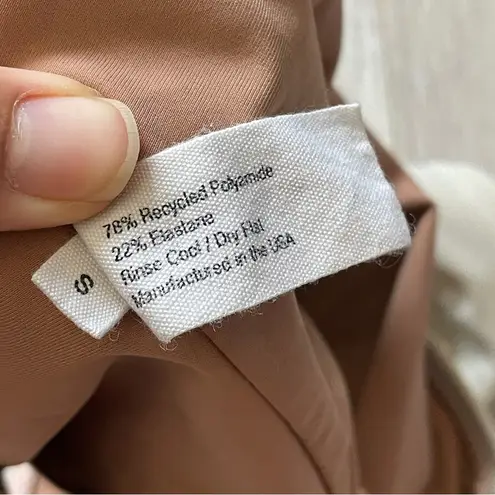 78% Recycled Polyamide
22% Elastane
Rinse Cool / Dry Flat
Manufactured in the USA
S